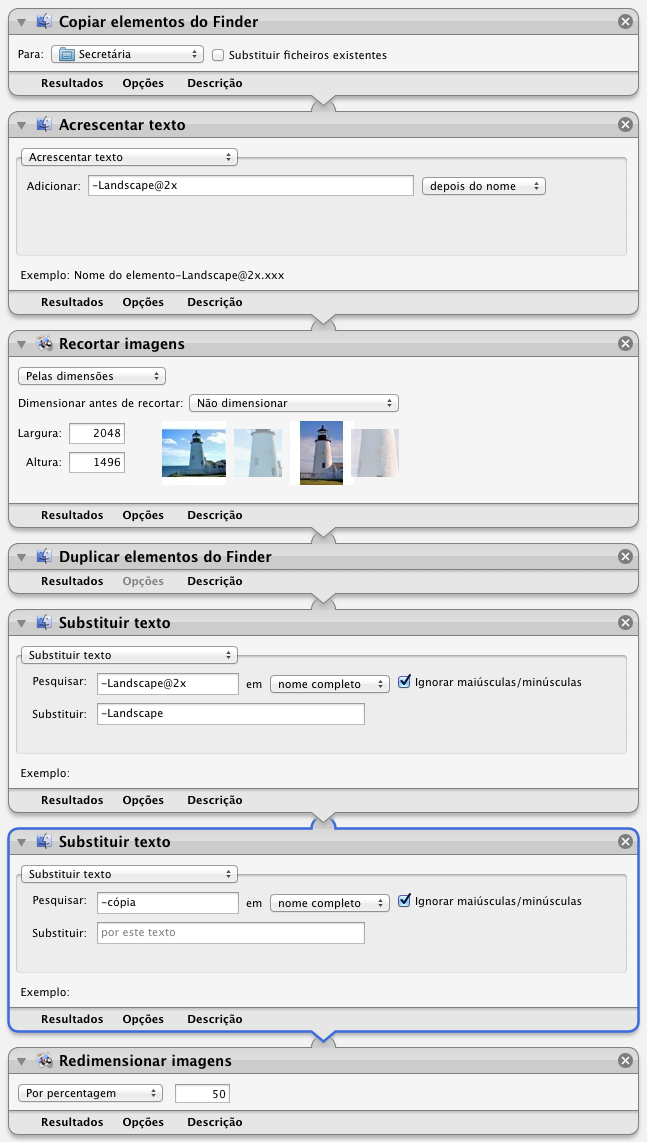 Copiar elementos do Finder
Para: Secretária Substituir ficheiros existentes
Resultados Opções Descrição
Acrescentar texto
Acrescentar texto
Adicionar: -Landscape@2x depois do nome
Exemplo: Nome do elemento-Landscape@2x.xxx
Resultados Opções Descrição
Recortar imagens
Pelas dimensões
Dimensionar antes de recortar: Não dimensionar
Largura: 2048
Altura: 1496
Resultados Opções Descrição
Duplicar elementos do Finder
Resultados Opções Descrição
Substituir texto
Substituir texto
Pesquisar: -Landscape@2x em nome completo Ignorar maiúsculas/minúsculas
Substituir: -Landscape
Exemplo:
Resultados Opções Descrição
Substituir texto
Substituir texto
Pesquisar: -cópia em nome completo Ignorar maiúsculas/minúsculas
Substituir: por este texto
Exemplo:
Resultados Opções Descrição
Redimensionar imagens
Por percentagem 50
Resultados Opções Descrição